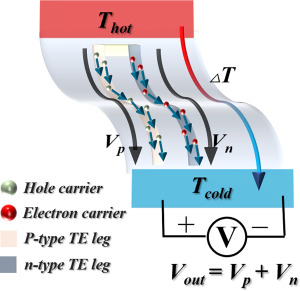 T_hot
ΔT
V_p
V_n
T_cold
Hole carrier
Electron carrier
P-type TE leg
n-type TE leg
+ V −
V_out = V_p + V_n